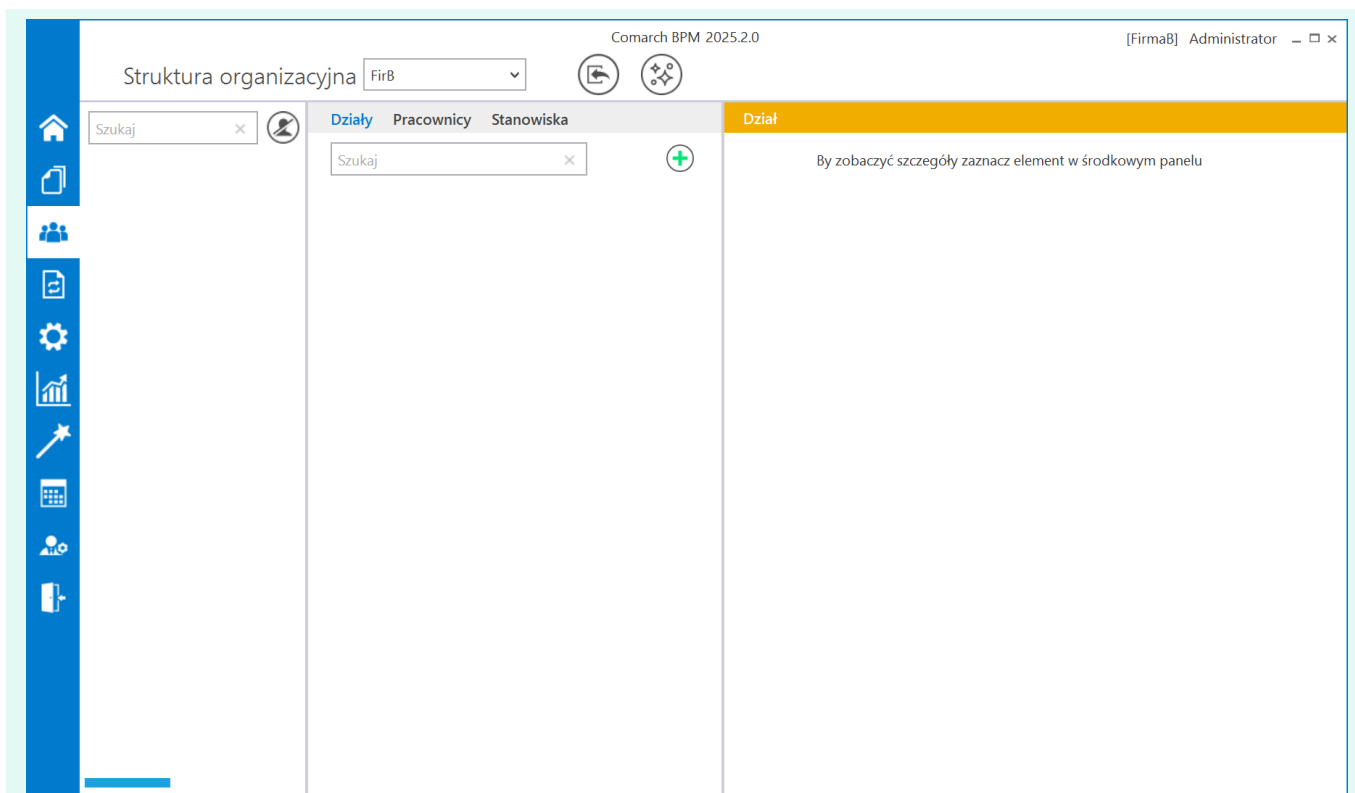 Comarch BPM 2025.2.0
[FirmaB] Administrator
Struktura organizacyjna FirB
Szukaj
Działy Pracownicy Stanowiska
Szukaj
Dział
By zobaczyć szczegóły zaznacz element w środkowym panelu